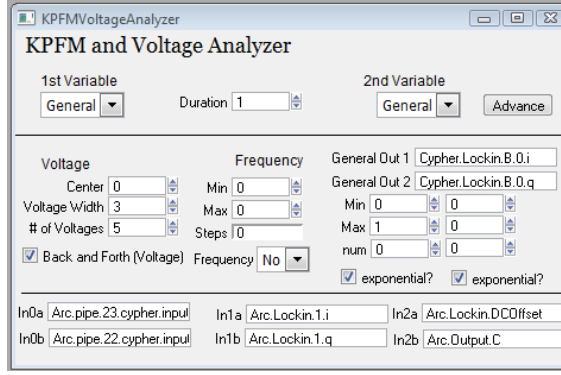 KPFMVoltageAnalyzer
KPFM and Voltage Analyzer
1st Variable 2nd Variable
General Duration 1 General Advance
Voltage Frequency General Out 1 Cypher.Lockin.B.0.i
General Out 2 Cypher.Lockin.B.0.q
Center 0 Min 0 Min 0 0
Voltage Width 3 Max 0 Max 1 0
# of Voltages 5 Steps 0 num 0 0
Back and Forth (Voltage) Frequency No exponential? exponential?
In0a Arc.pipe.23.cypher.input In1a Arc.Lockin.1.i In2a Arc.Lockin.DCOffset
In0b Arc.pipe.22.cypher.input In1b Arc.Lockin.1.q In2b Arc.Output.C